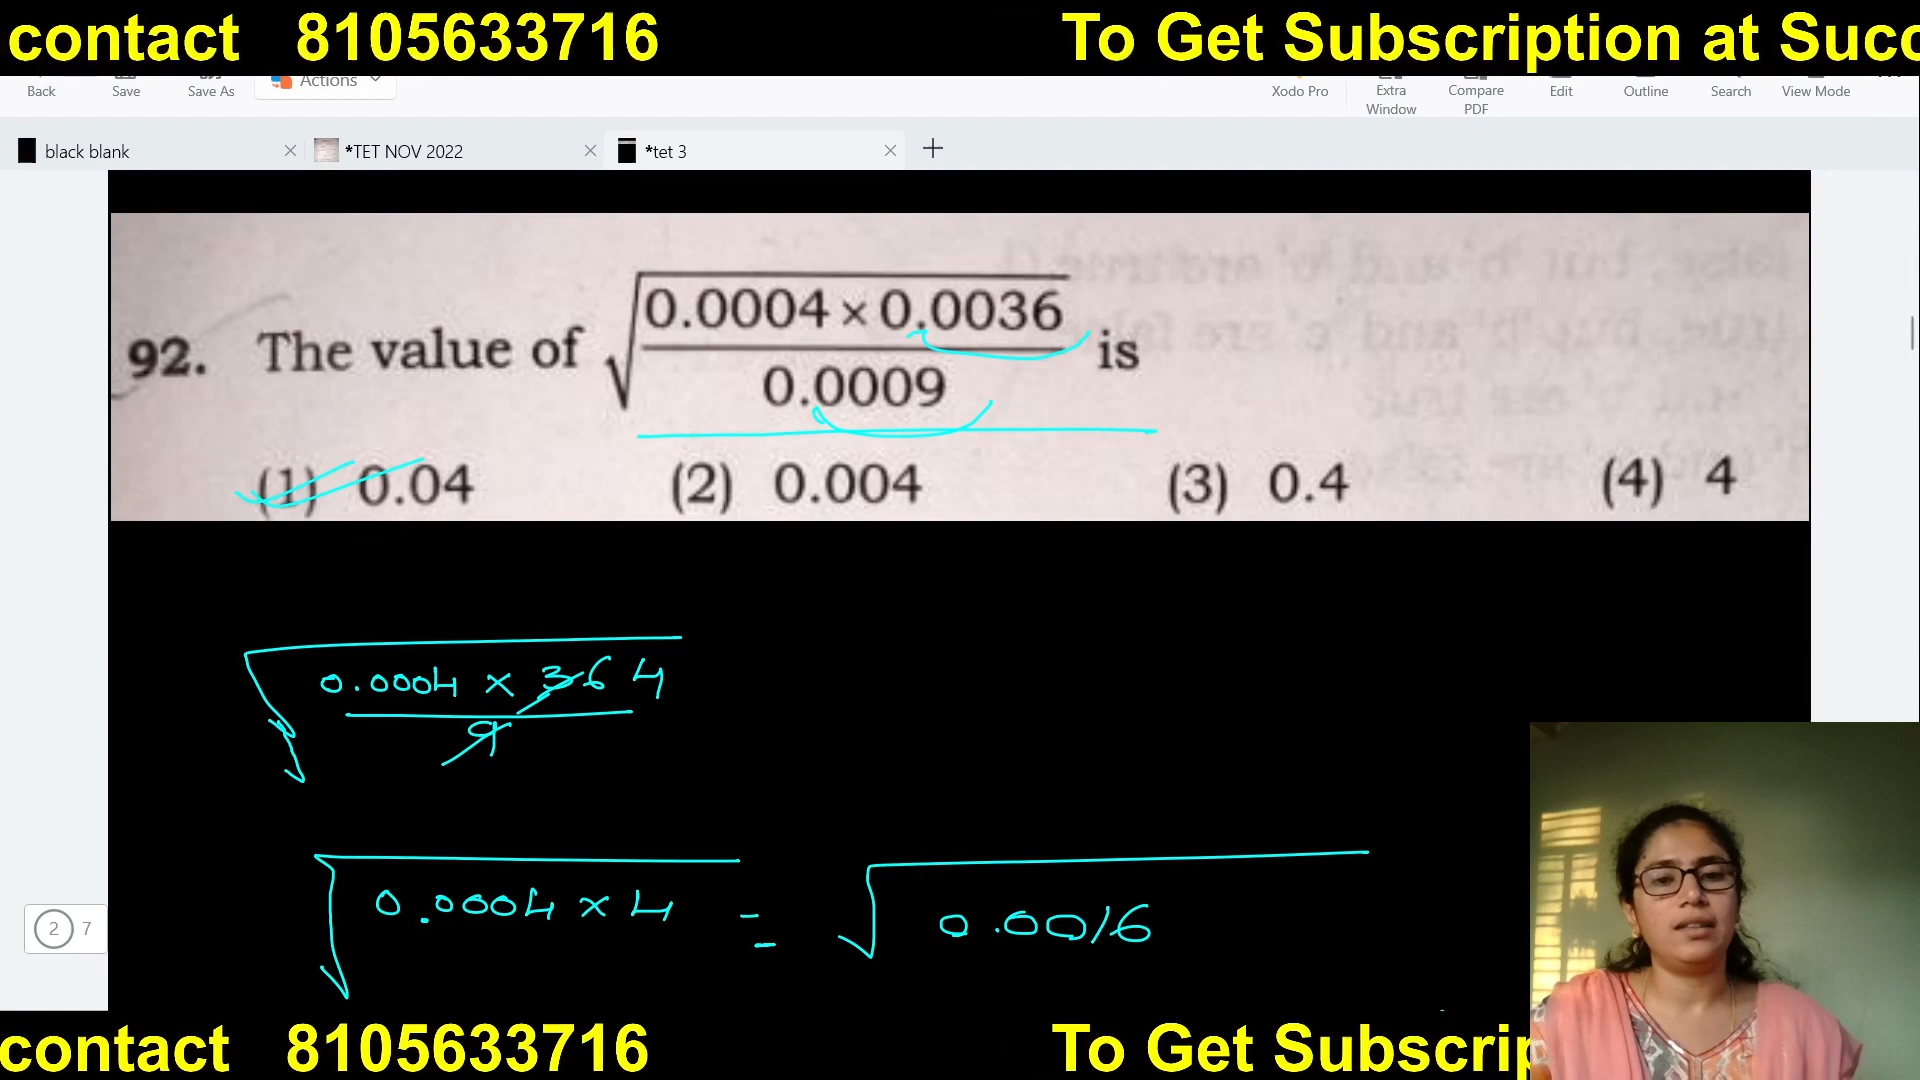 contact 8105633716 To Get Subscription at Succ
Back Save Save As Actions Xodo Pro Extra Window Compare PDF Edit Outline Search View Mode
black blank *TET NOV 2022 *tet 3
92. The value of √(0.0004 × 0.0036 / 0.0009) is
(1) 0.04 (2) 0.004 (3) 0.4 (4) 4
√(0.0004 × 36 4 / 9)
√(0.0004 × 4) = √(0.0016)
2 7
contact 8105633716 To Get Subscrip